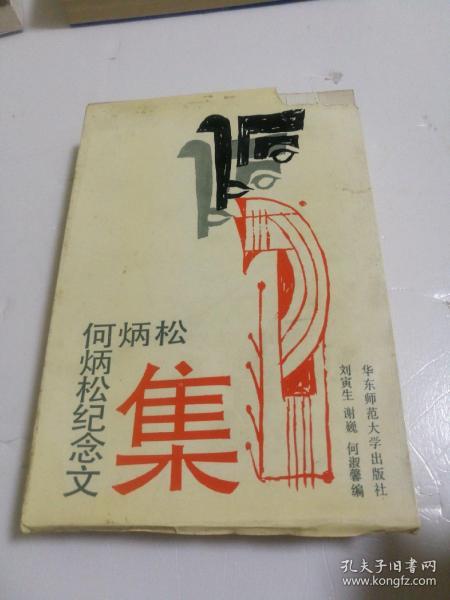 何炳松
何炳松纪念文
集
华东师范大学出版社
刘寅生 谢巍 何淑馨编
孔夫子旧书网
www.kongfz.com